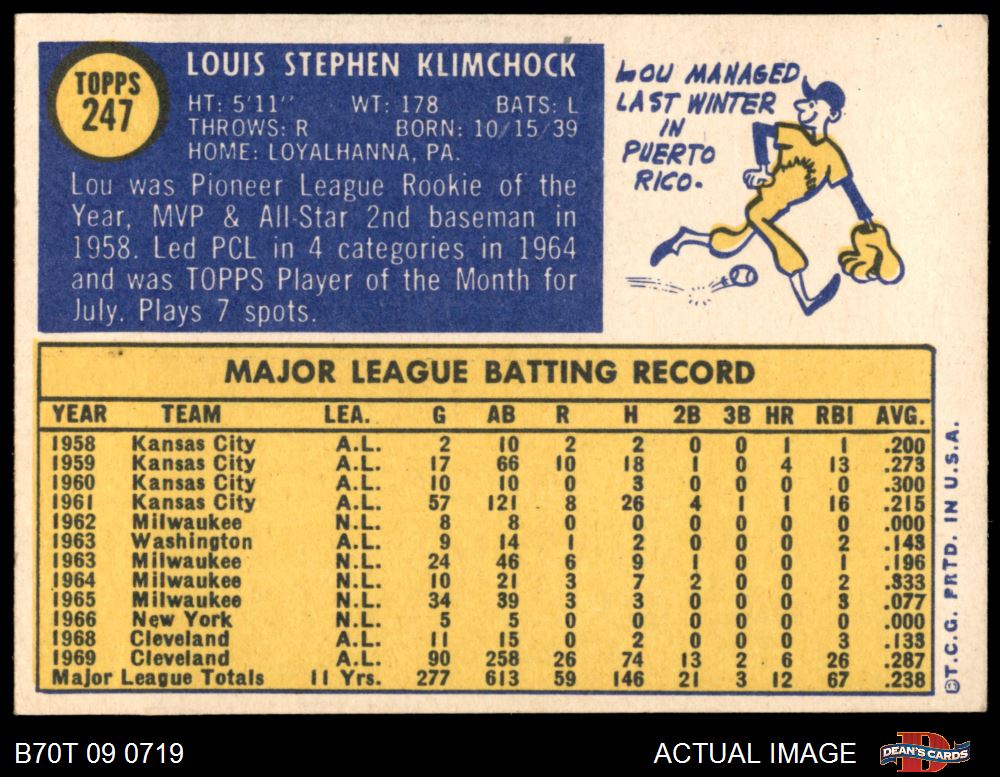 TOPPS
247
LOUIS STEPHEN KLIMCHOCK
HT: 5'11" WT: 178 BATS: L
THROWS: R BORN: 10/15/39
HOME: LOYALHANNA, PA.
Lou was Pioneer League Rookie of the
Year, MVP & All-Star 2nd baseman in
1958. Led PCL in 4 categories in 1964
and was TOPPS Player of the Month for
July. Plays 7 spots.
LOU MANAGED
LAST WINTER
IN
PUERTO
RICO.
MAJOR LEAGUE BATTING RECORD
YEAR TEAM LEA. G AB R H 2B 3B HR RBI AVG.
1958 Kansas City A.L. 2 10 2 2 0 0 1 1 .200
1959 Kansas City A.L. 17 66 10 18 1 0 4 13 .273
1960 Kansas City A.L. 10 10 0 3 0 0 0 0 .300
1961 Kansas City A.L. 57 121 8 26 4 1 1 16 .215
1962 Milwaukee N.L. 8 8 0 0 0 0 0 0 .000
1963 Washington A.L. 9 14 1 2 0 0 0 2 .143
1963 Milwaukee N.L. 24 46 6 9 1 0 0 1 .196
1964 Milwaukee N.L. 10 21 3 7 2 0 0 2 .333
1965 Milwaukee N.L. 34 39 3 3 0 0 0 3 .077
1966 New York N.L. 5 5 0 0 0 0 0 0 .000
1968 Cleveland A.L. 11 15 0 2 0 0 0 3 .133
1969 Cleveland A.L. 90 258 26 74 13 2 6 26 .287
Major League Totals 11 Yrs. 277 613 59 146 21 3 12 67 .238
©T.C.G. PRTD. IN U.S.A.
B70T 09 0719
ACTUAL IMAGE
DEAN'S CARDS